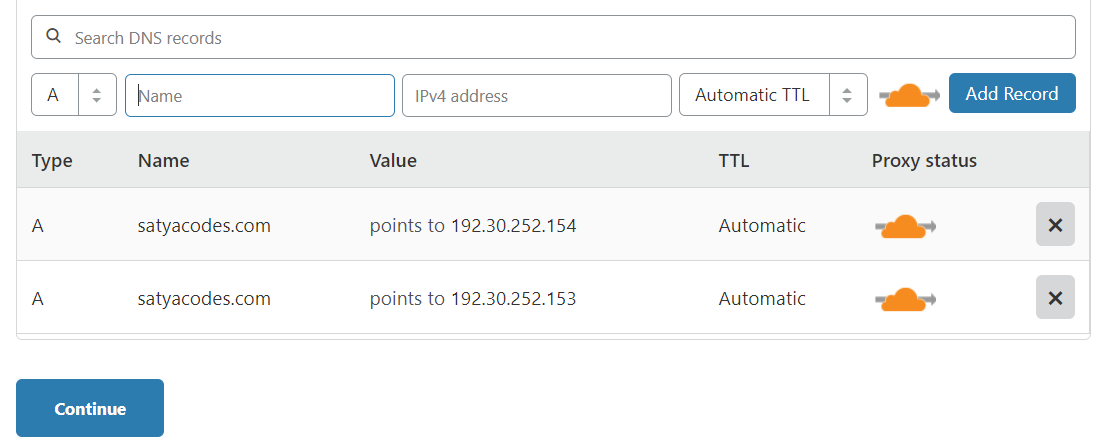 Search DNS records
A Name IPv4 address Automatic TTL Add Record
Type Name Value TTL Proxy status
A satyacodes.com points to 192.30.252.154 Automatic
A satyacodes.com points to 192.30.252.153 Automatic
Continue